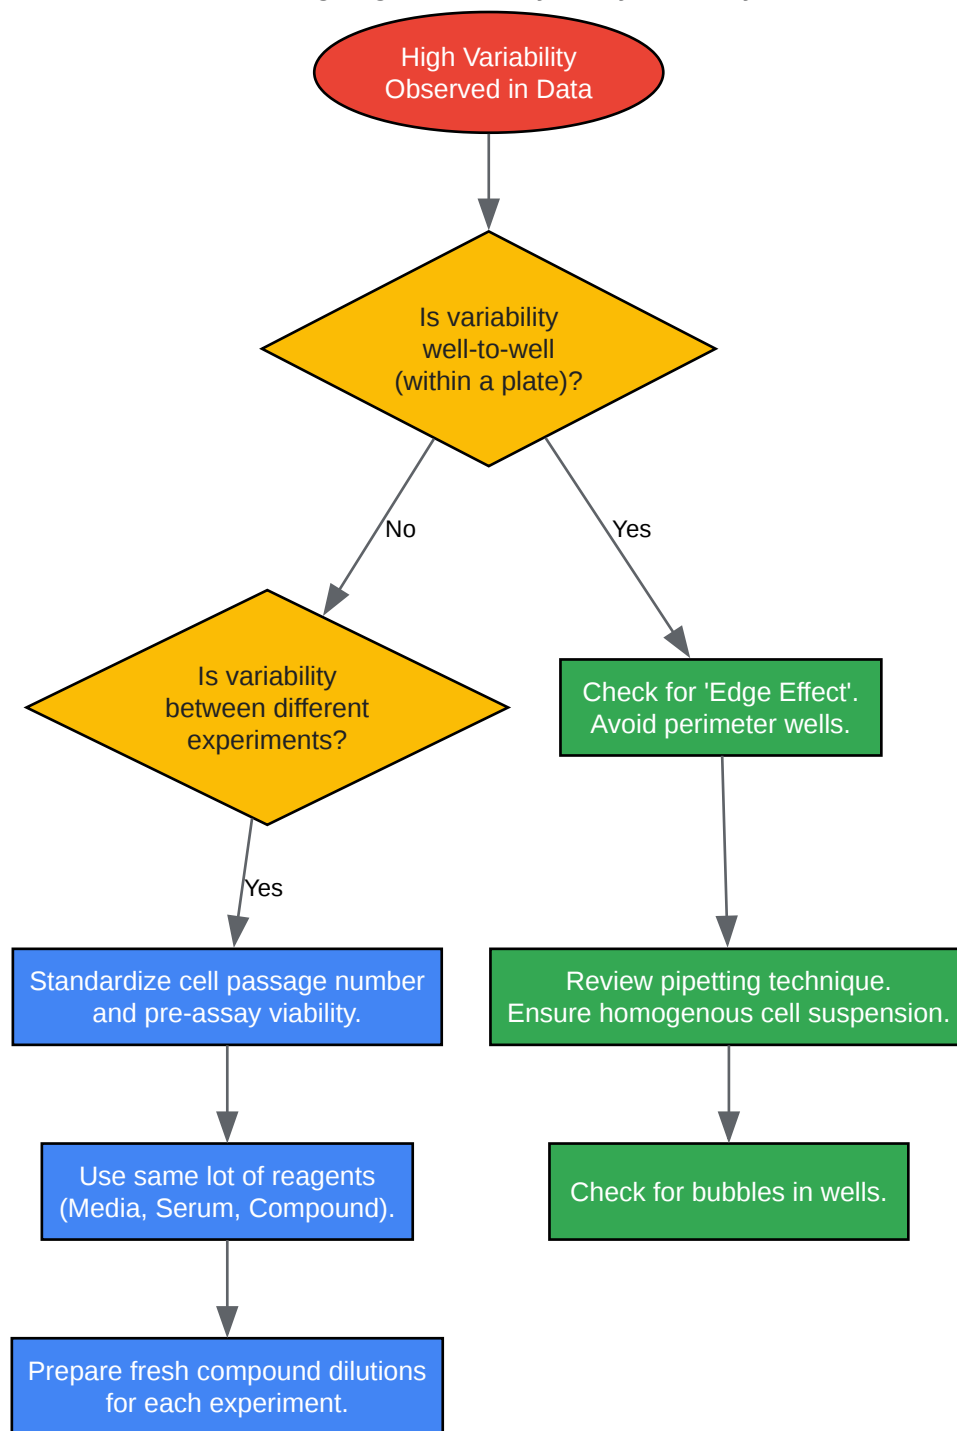 High Variability
Observed in Data
Is variability
well-to-well
(within a plate)?
No
Yes
Is variability
between different
experiments?
Check for 'Edge Effect'.
Avoid perimeter wells.
Yes
Standardize cell passage number
and pre-assay viability.
Review pipetting technique.
Ensure homogenous cell suspension.
Use same lot of reagents
(Media, Serum, Compound).
Check for bubbles in wells.
Prepare fresh compound dilutions
for each experiment.